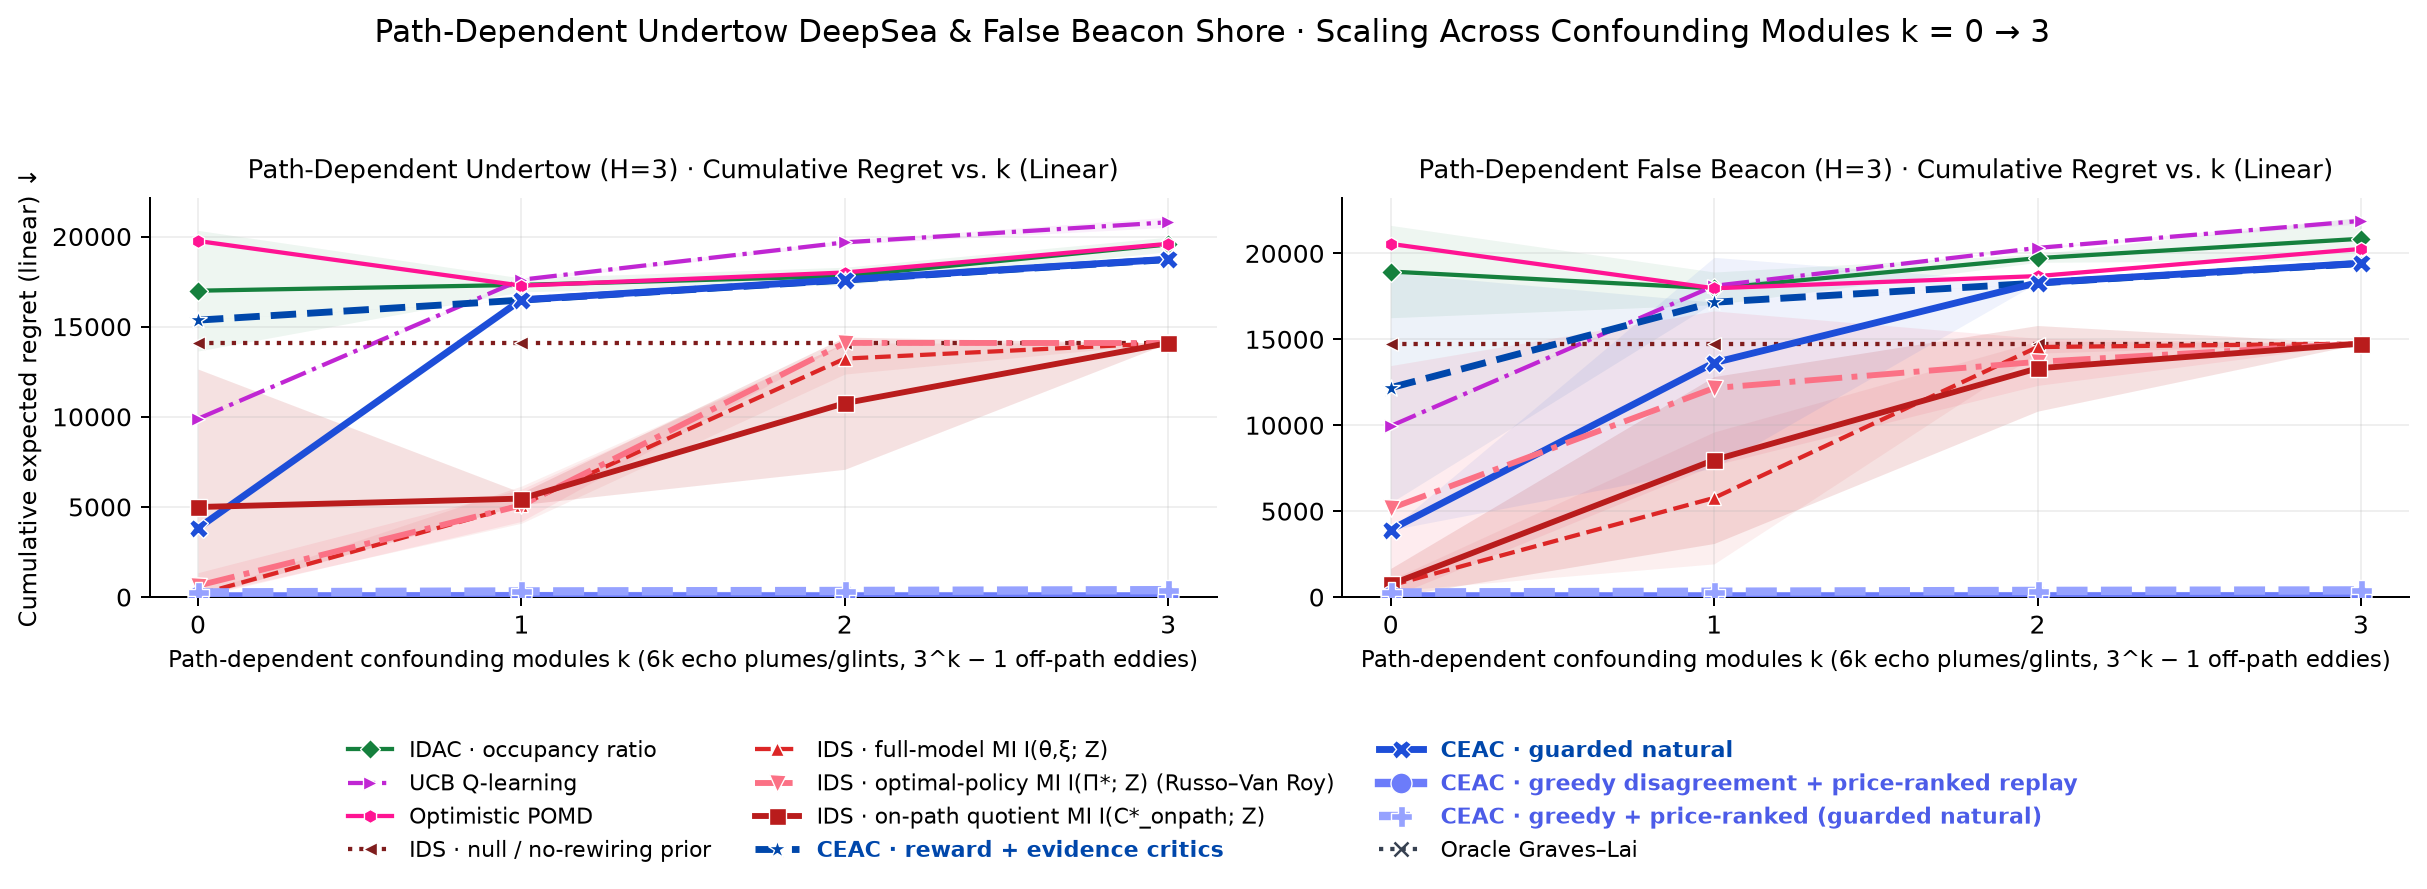 Path-Dependent Undertow DeepSea & False Beacon Shore · Scaling Across Confounding Modules k = 0 → 3
Path-Dependent Undertow (H=3) · Cumulative Regret vs. k (Linear)
Cumulative expected regret (linear) ↓
20000
15000
10000
5000
0
0 1 2 3
Path-dependent confounding modules k (6k echo plumes/glints, 3^k − 1 off-path eddies)
Path-Dependent False Beacon (H=3) · Cumulative Regret vs. k (Linear)
20000
15000
10000
5000
0
0 1 2 3
Path-dependent confounding modules k (6k echo plumes/glints, 3^k − 1 off-path eddies)
IDAC · occupancy ratio
UCB Q-learning
Optimistic POMD
IDS · null / no-rewiring prior
IDS · full-model MI I(θ,ξ; Z)
IDS · optimal-policy MI I(Π*; Z) (Russo–Van Roy)
IDS · on-path quotient MI I(C*_onpath; Z)
CEAC · reward + evidence critics
CEAC · guarded natural
CEAC · greedy disagreement + price-ranked replay
CEAC · greedy + price-ranked (guarded natural)
Oracle Graves–Lai